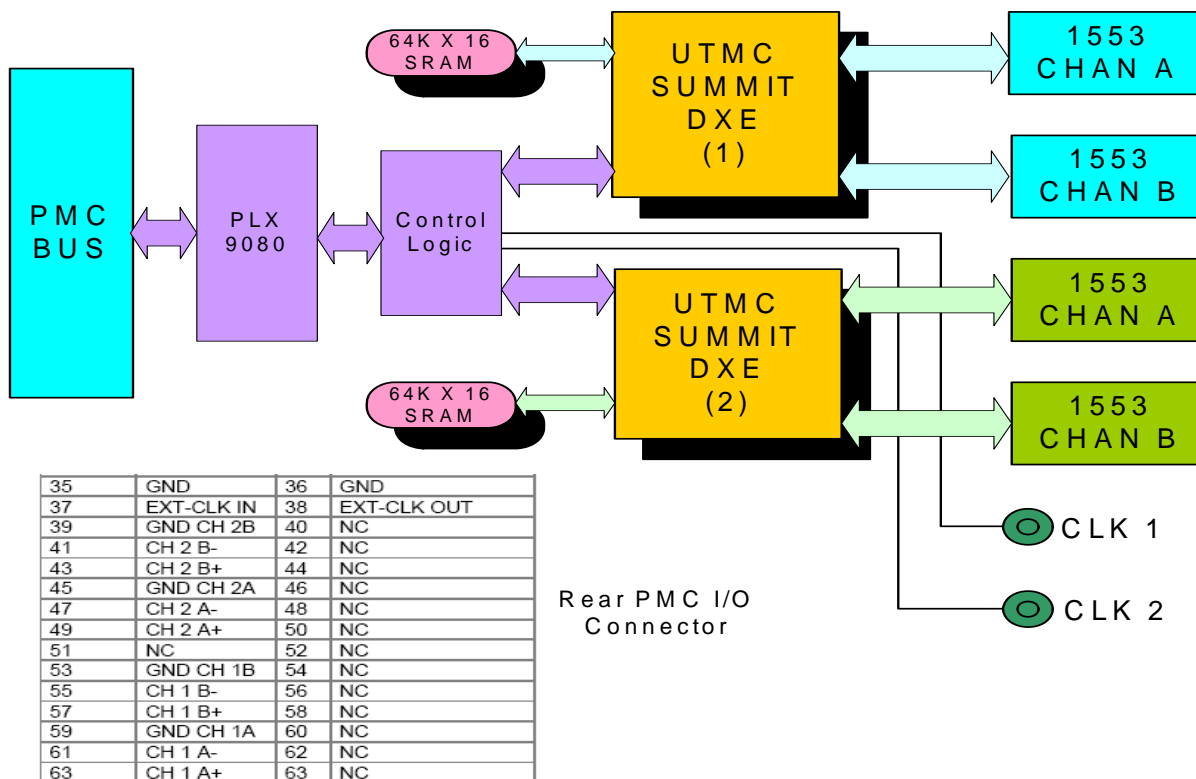 64K X 16
SRAM
UTMC
SUMMIT
DXE
(1)
1553
CHAN A
1553
CHAN B
PMC
BUS
PLX
9080
Control
Logic
UTMC
SUMMIT
DXE
(2)
1553
CHAN A
1553
CHAN B
64K X 16
SRAM
CLK 1
CLK 2
Rear PMC I/O
Connector
35 GND 36 GND
37 EXT-CLK IN 38 EXT-CLK OUT
39 GND CH 2B 40 NC
41 CH 2 B- 42 NC
43 CH 2 B+ 44 NC
45 GND CH 2A 46 NC
47 CH 2 A- 48 NC
49 CH 2 A+ 50 NC
51 NC 52 NC
53 GND CH 1B 54 NC
55 CH 1 B- 56 NC
57 CH 1 B+ 58 NC
59 GND CH 1A 60 NC
61 CH 1 A- 62 NC
63 CH 1 A+ 63 NC